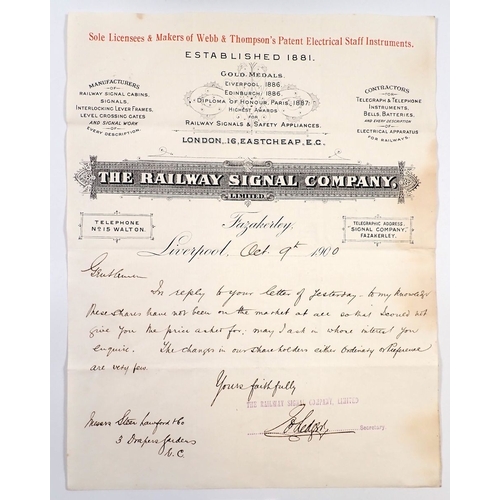 Sole Licensees & Makers of Webb & Thompson's Patent Electrical Staff Instruments.
ESTABLISHED 1881.
GOLD MEDALS.
LIVERPOOL, 1886.
EDINBURGH, 1886.
DIPLOMA OF HONOUR, PARIS, 1887.
HIGHEST AWARDS
FOR
RAILWAY SIGNALS & SAFETY APPLIANCES.
MANUFACTURERS
OF
RAILWAY SIGNAL CABINS,
SIGNALS,
INTERLOCKING LEVER FRAMES,
LEVEL CROSSING GATES
AND SIGNAL WORK
OF
EVERY DESCRIPTION.
CONTRACTORS
FOR
TELEGRAPH & TELEPHONE
INSTRUMENTS,
BELLS, BATTERIES,
AND EVERY DESCRIPTION
OF
ELECTRICAL APPARATUS
FOR RAILWAYS.
LONDON, 16, EASTCHEAP, E.C.
THE RAILWAY SIGNAL COMPANY,
LIMITED.
TELEPHONE
No 15 WALTON.
TELEGRAPHIC ADDRESS
"SIGNAL COMPANY,"
FAZAKERLEY.
Fazakerley,
Liverpool, Oct. 9th 1900
Gentlemen
In reply to your letter of yesterday - to my knowledge
these shares have not been on the market at all so that I could not
give you the price asked for; may I ask in whose interest you
enquire. The changes in our shareholders either Ordinary or Preference
are very few
Yours faithfully
THE RAILWAY SIGNAL COMPANY, LIMITED
Secretary.
Messrs Steer Lawford & Co
3 Drapers Gardens
E.C.